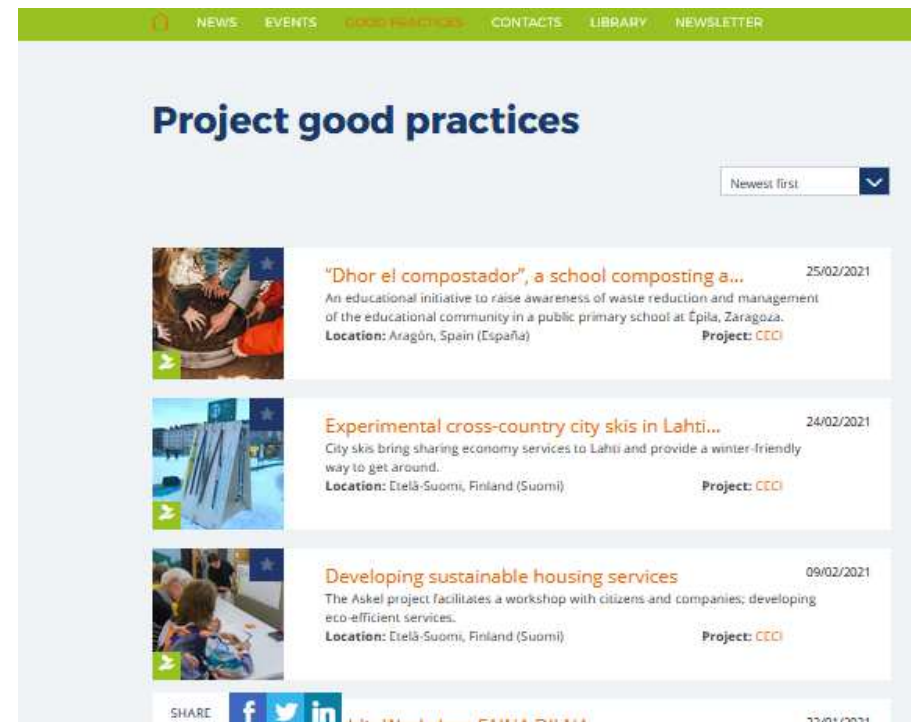 NEWS EVENTS GOOD PRACTICES CONTACTS LIBRARY NEWSLETTER
Project good practices
Newest first
"Dhor el compostador", a school composting a... 25/02/2021
An educational initiative to raise awareness of waste reduction and management
of the educational community in a public primary school at Épila, Zaragoza.
Location: Aragón, Spain (España) Project: CECI
Experimental cross-country city skis in Lahti... 24/02/2021
City skis bring sharing economy services to Lahti and provide a winter-friendly
way to get around.
Location: Etelä-Suomi, Finland (Suomi) Project: CECI
Developing sustainable housing services 09/02/2021
The Askel project facilitates a workshop with citizens and companies; developing
eco-efficient services.
Location: Etelä-Suomi, Finland (Suomi) Project: CECI
SHARE f in